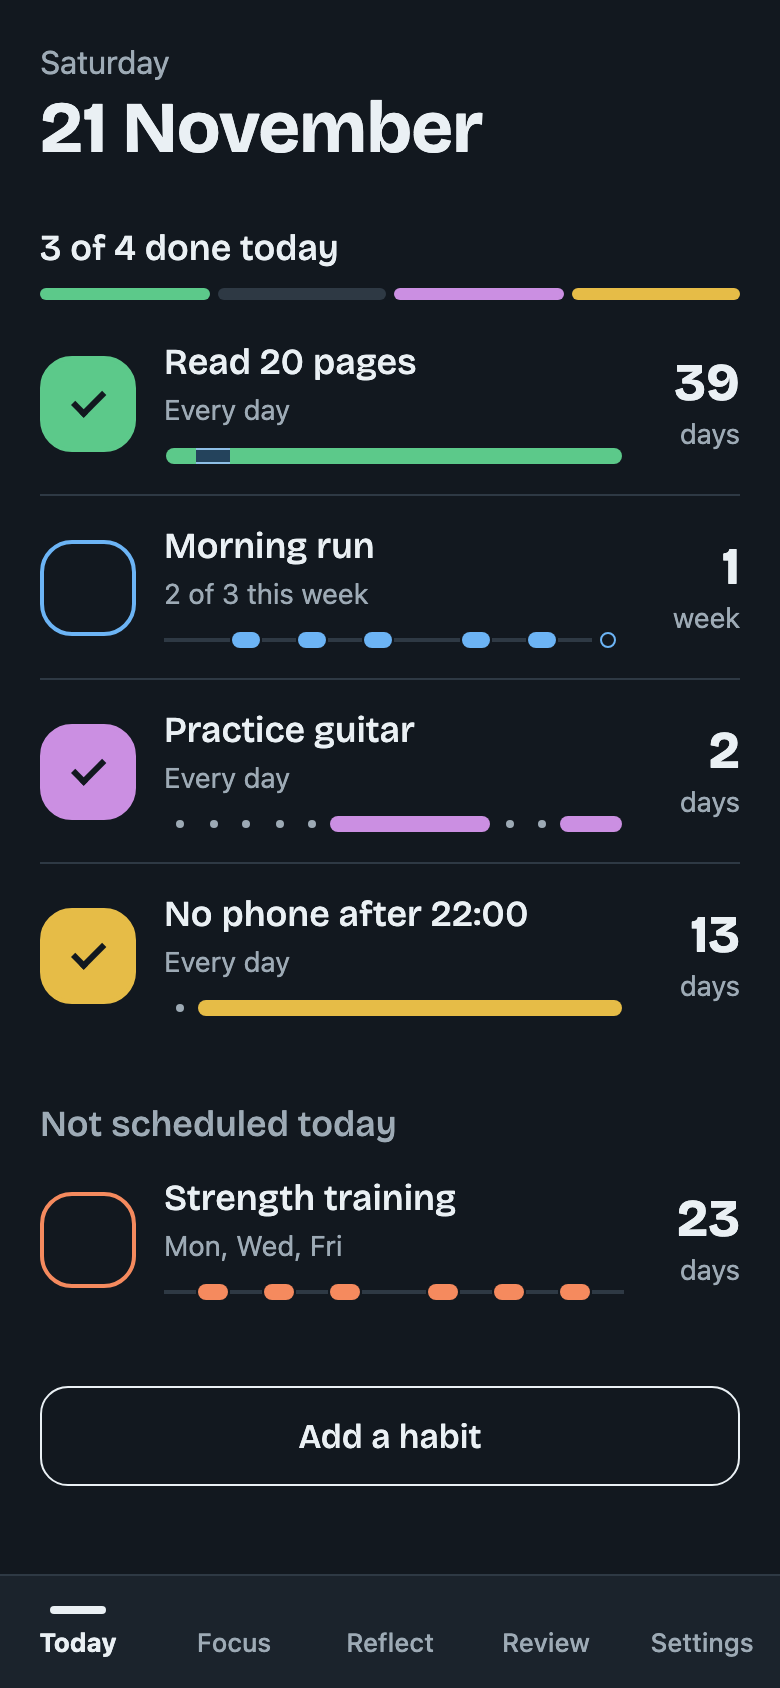 Saturday
21 November
3 of 4 done today
Read 20 pages
Every day
39
days
Morning run
2 of 3 this week
1
week
Practice guitar
Every day
2
days
No phone after 22:00
Every day
13
days
Not scheduled today
Strength training
Mon, Wed, Fri
23
days
Add a habit
Today
Focus
Reflect
Review
Settings